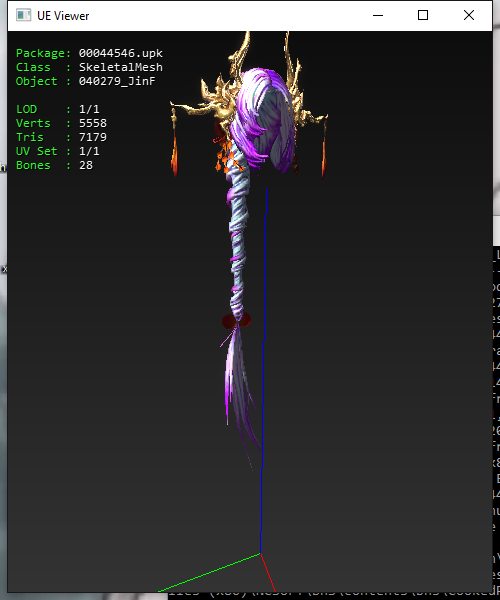 UE Viewer
Package: 00044546.upk
Class : SkeletalMesh
Object : 040279_JinF
LOD : 1/1
Verts : 5558
Tris : 7179
UV Set : 1/1
Bones : 28